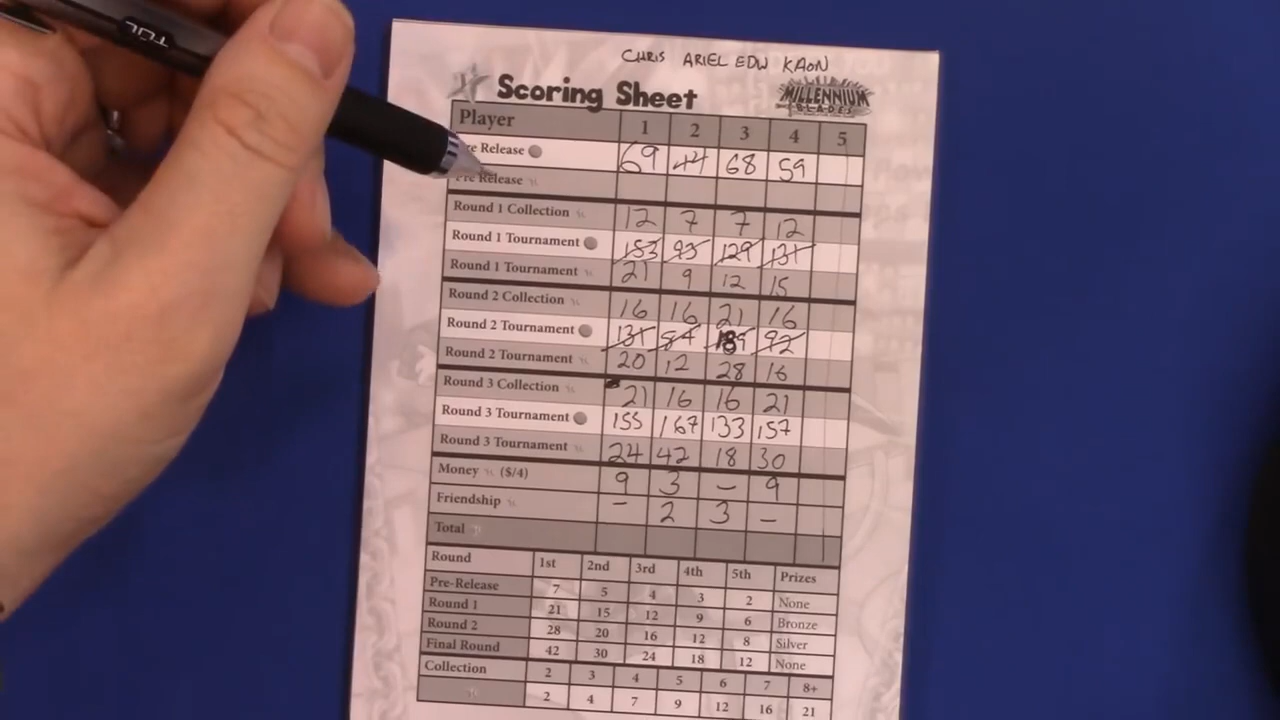 TUL
CHRIS ARIEL EDW KAON
Scoring Sheet
MILLENNIUM
BLADES
Player 1 2 3 4 5
re Release 69 44 68 59
Pre Release
Round 1 Collection 12 7 7 12
Round 1 Tournament 153 93 129 131
Round 1 Tournament 21 9 12 15
Round 2 Collection 16 16 21 16
Round 2 Tournament 131 84 189 92
Round 2 Tournament 20 12 28 16
Round 3 Collection 21 16 16 21
Round 3 Tournament 155 167 133 157
Round 3 Tournament 24 42 18 30
Money ($/4) 9 3 – 9
Friendship – 2 3 –
Total
Round 1st 2nd 3rd 4th 5th Prizes
Pre-Release 7 5 4 3 2 None
Round 1 21 15 12 9 6 Bronze
Round 2 28 20 16 12 8 Silver
Final Round 42 30 24 18 12 None
Collection 2 3 4 5 6 7 8+
2 4 7 9 12 16 21